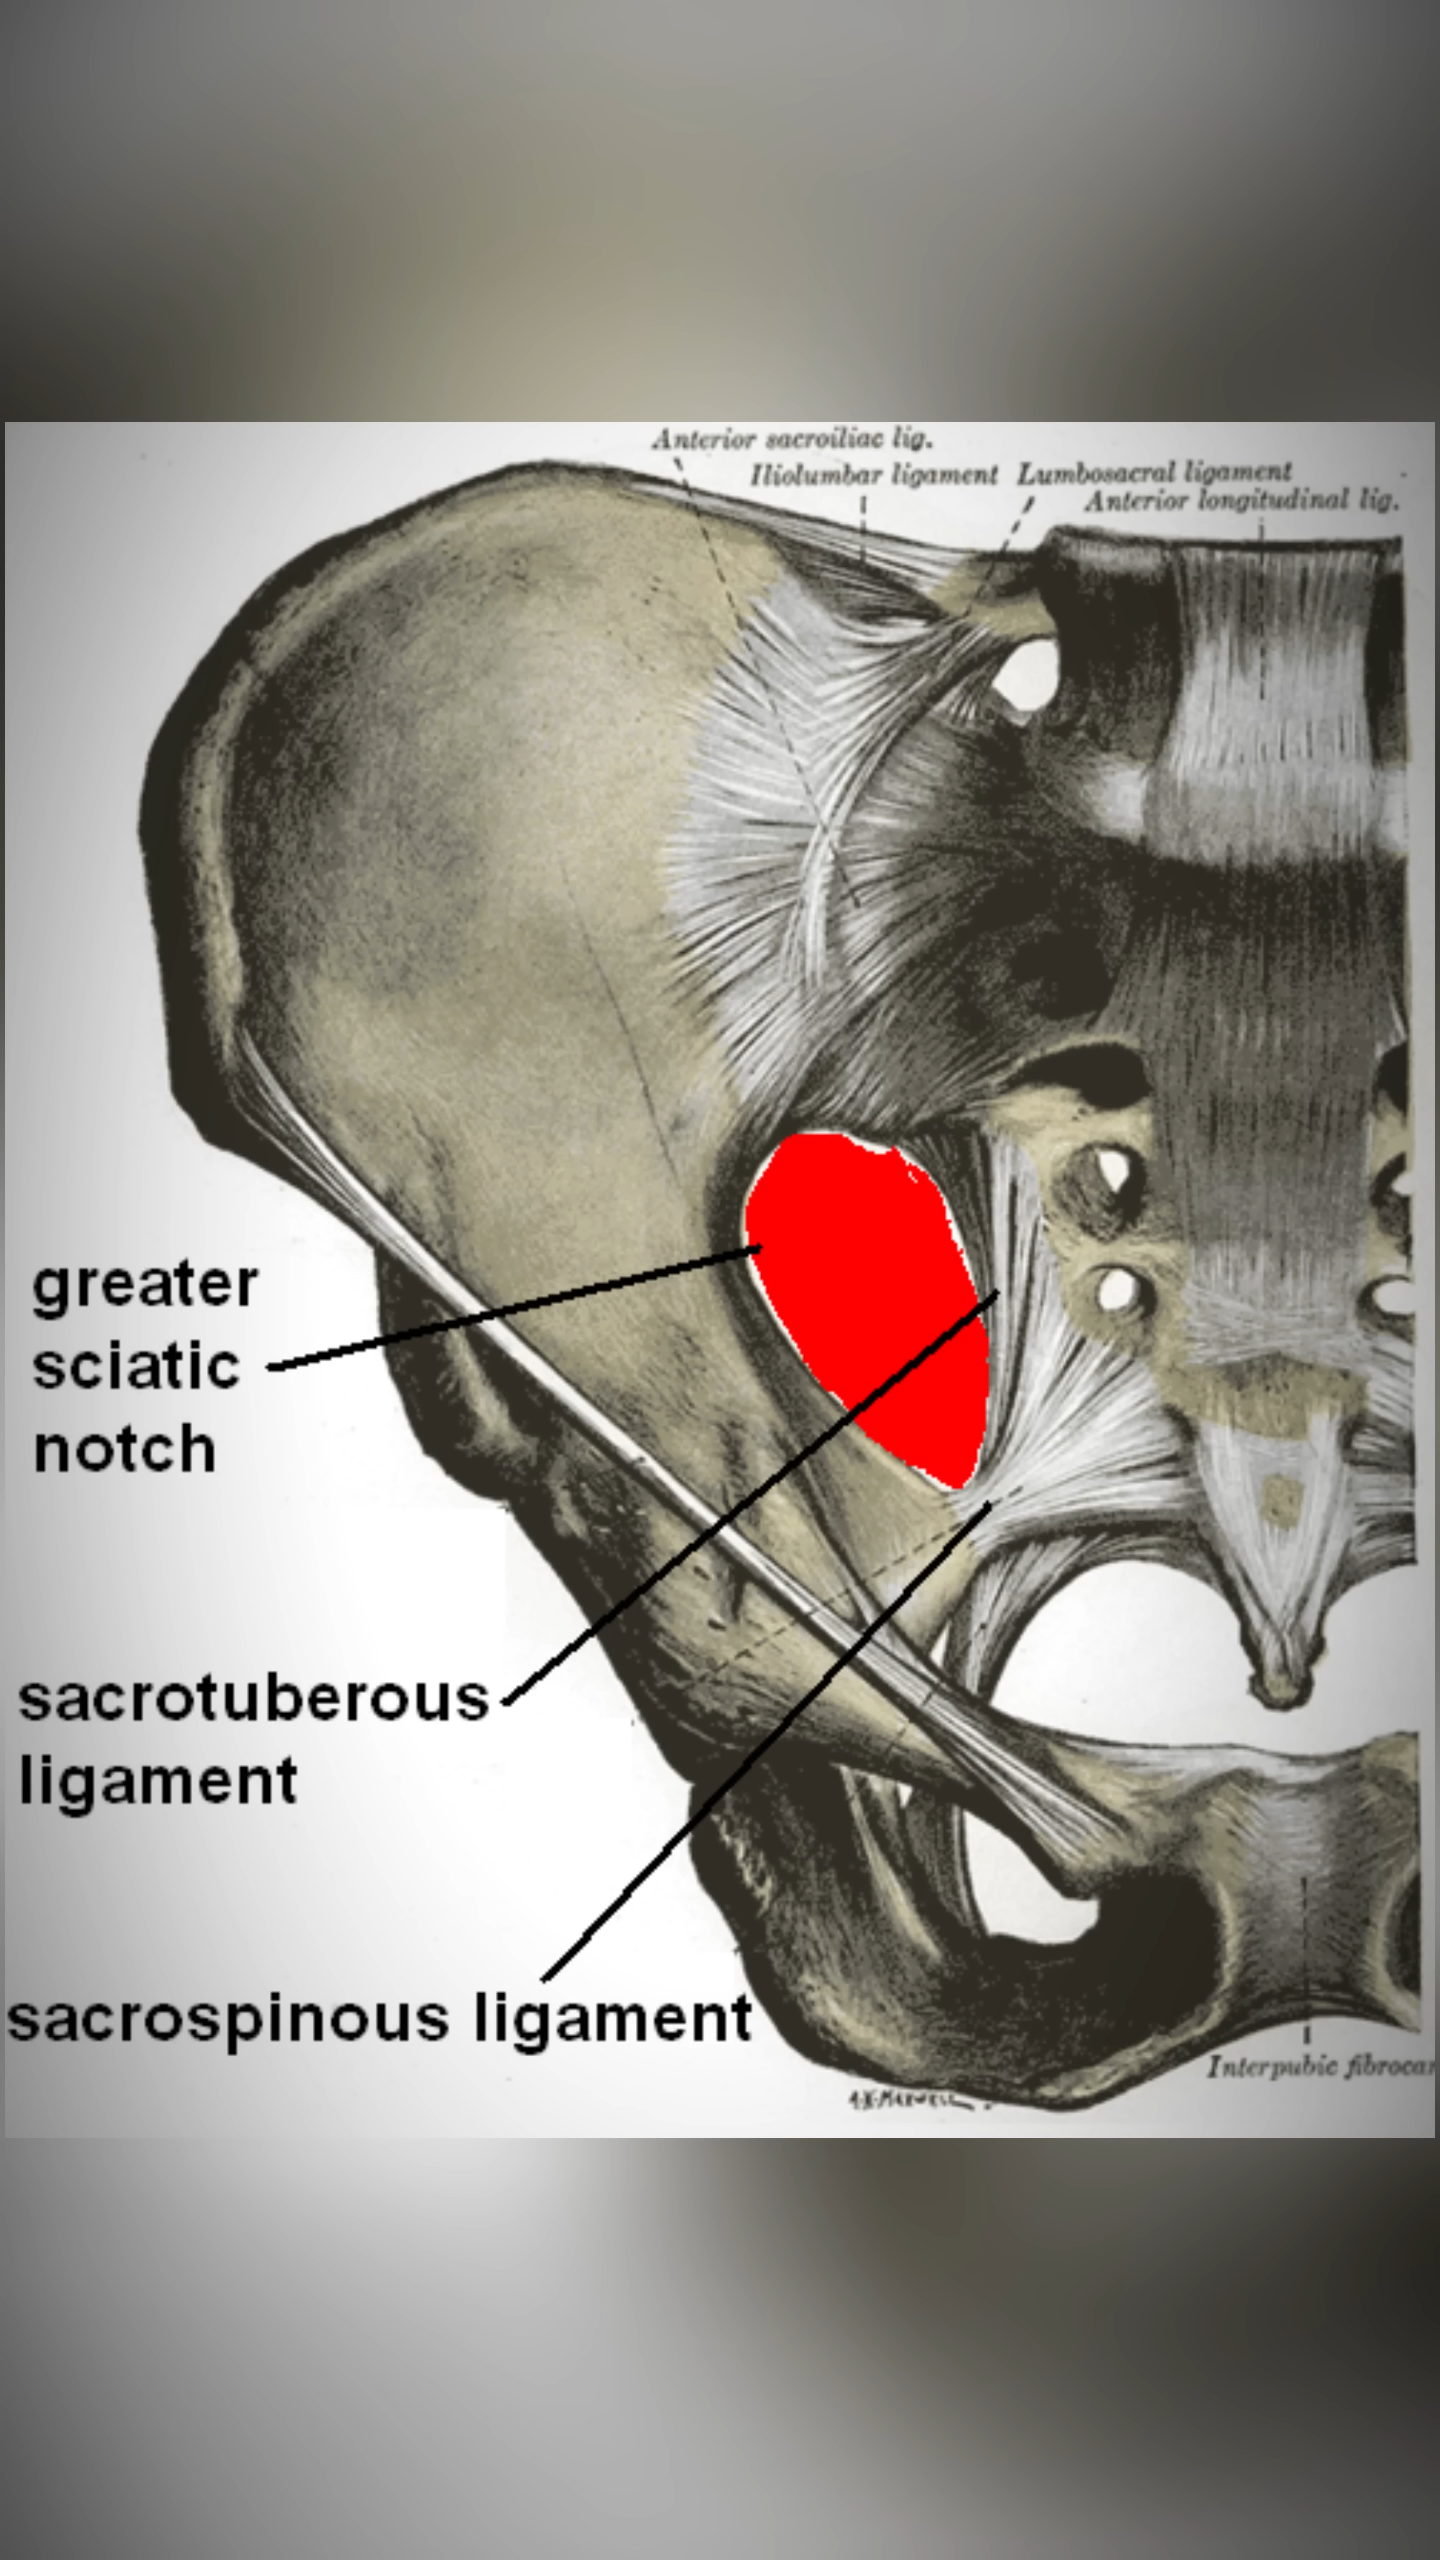 Anterior sacroiliac lig.
Iliolumbar ligament Lumbosacral ligament
Anterior longitudinal lig.
greater
sciatic
notch
sacrotuberous
ligament
sacrospinous ligament
Interpubic fibrocar
A.K. MAXWELL